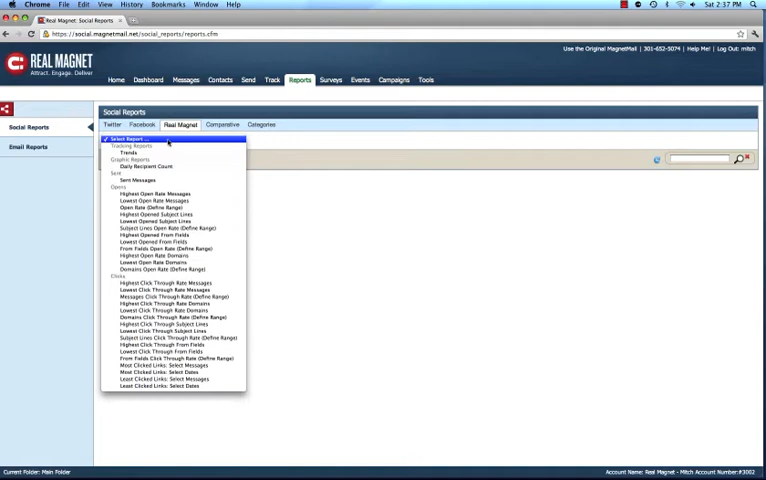 Chrome File Edit View History Bookmarks Window Help Sat 2:37 PM
Real Magnet: Social Reports
https://social.magnetmail.net/social_reports/reports.cfm
Use the Original MagnetMail | 301-652-5074 | Help Me! | Log Out: mitch
REAL MAGNET
Attract. Engage. Deliver
Home Dashboard Messages Contacts Send Track Reports Surveys Events Campaigns Tools
Social Reports
Email Reports
Social Reports
Twitter Facebook Real Magnet Comparative Categories
✓ Select Report ...
Tracking Reports
Trends
Graphic Reports
Daily Recipient Count
Sent
Sent Messages
Opens
Highest Open Rate Messages
Lowest Open Rate Messages
Open Rate (Define Range)
Highest Opened Subject Lines
Lowest Opened Subject Lines
Subject Lines Open Rate (Define Range)
Highest Opened From Fields
Lowest Opened From Fields
From Fields Open Rate (Define Range)
Highest Open Rate Domains
Lowest Open Rate Domains
Domains Open Rate (Define Range)
Clicks
Highest Click Through Rate Messages
Lowest Click Through Rate Messages
Messages Click Through Rate (Define Range)
Highest Click Through Rate Domains
Lowest Click Through Rate Domains
Domains Click Through Rate (Define Range)
Highest Click Through Subject Lines
Lowest Click Through Subject Lines
Subject Lines Click Through Rate (Define Range)
Highest Click Through From Fields
Lowest Click Through From Fields
From Fields Click Through Rate (Define Range)
Most Clicked Links: Select Messages
Most Clicked Links: Select Dates
Least Clicked Links: Select Messages
Least Clicked Links: Select Dates
Current Folder: Main Folder
Account Name: Real Magnet - Mitch Account Number:#3002